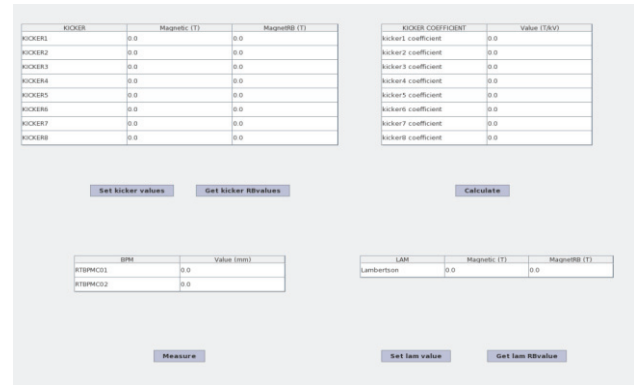 KICKER Magnetic (T) MagnetRB (T)
KICKER1 0.0 0.0
KICKER2 0.0 0.0
KICKER3 0.0 0.0
KICKER4 0.0 0.0
KICKER5 0.0 0.0
KICKER6 0.0 0.0
KICKER7 0.0 0.0
KICKER8 0.0 0.0
KICKER COEFFICIENT Value (T/kV)
kicker1 coefficient 0.0
kicker2 coefficient 0.0
kicker3 coefficient 0.0
kicker4 coefficient 0.0
kicker5 coefficient 0.0
kicker6 coefficient 0.0
kicker7 coefficient 0.0
kicker8 coefficient 0.0
Set kicker values Get kicker RBvalues
Calculate
BPM Value (mm)
RTBPMC01 0.0
RTBPMC02 0.0
LAM Magnetic (T) MagnetRB (T)
Lambertson 0.0 0.0
Measure
Set lam value Get lam RBvalue